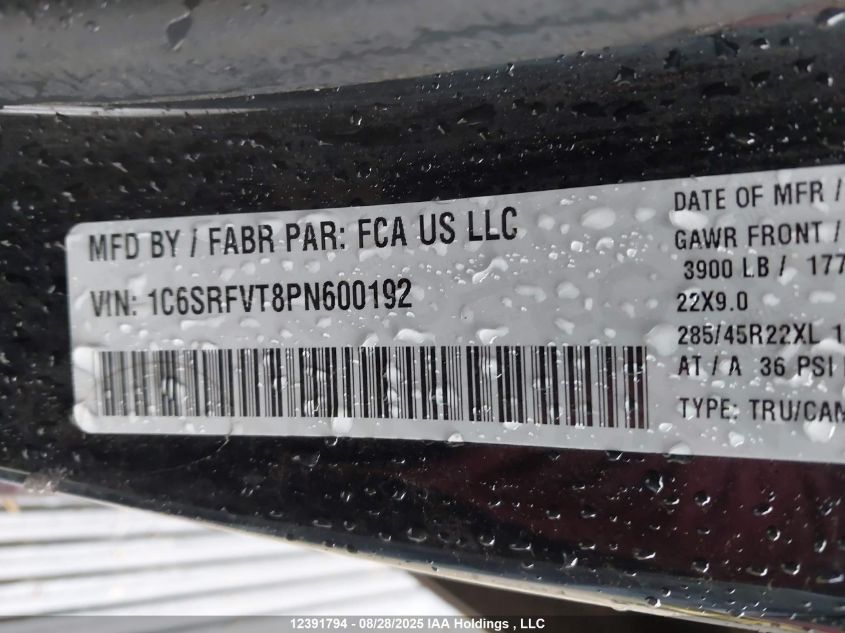 MFD BY / FABR PAR: FCA US LLC
VIN: 1C6SRFVT8PN600192
DATE OF MFR /
GAWR FRONT /
3900 LB / 177
22X9.0
285/45R22XL 1
AT / A 36 PSI
TYPE: TRU/CAM
12391794 - 08/28/2025 IAA Holdings , LLC